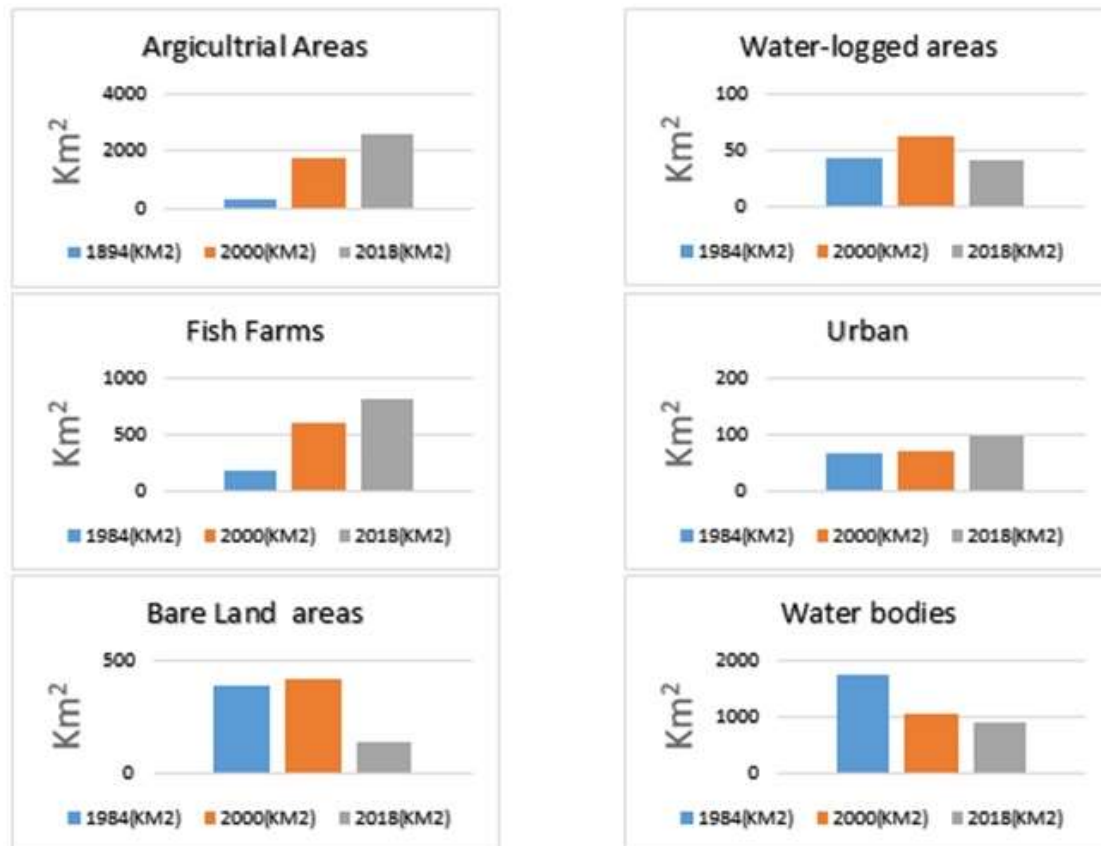 Argicultrial Areas
4000
2000
0
Km²
1894(KM2) 2000(KM2) 2018(KM2)
Water-logged areas
100
50
0
Km²
1984(KM2) 2000(KM2) 2018(KM2)
Fish Farms
1000
500
0
Km²
1984(KM2) 2000(KM2) 2018(KM2)
Urban
200
100
0
Km²
1984(KM2) 2000(KM2) 2018(KM2)
Bare Land areas
500
0
Km²
1984(KM2) 2000(KM2) 2018(KM2)
Water bodies
2000
1000
0
Km²
1984(KM2) 2000(KM2) 2018(KM2)